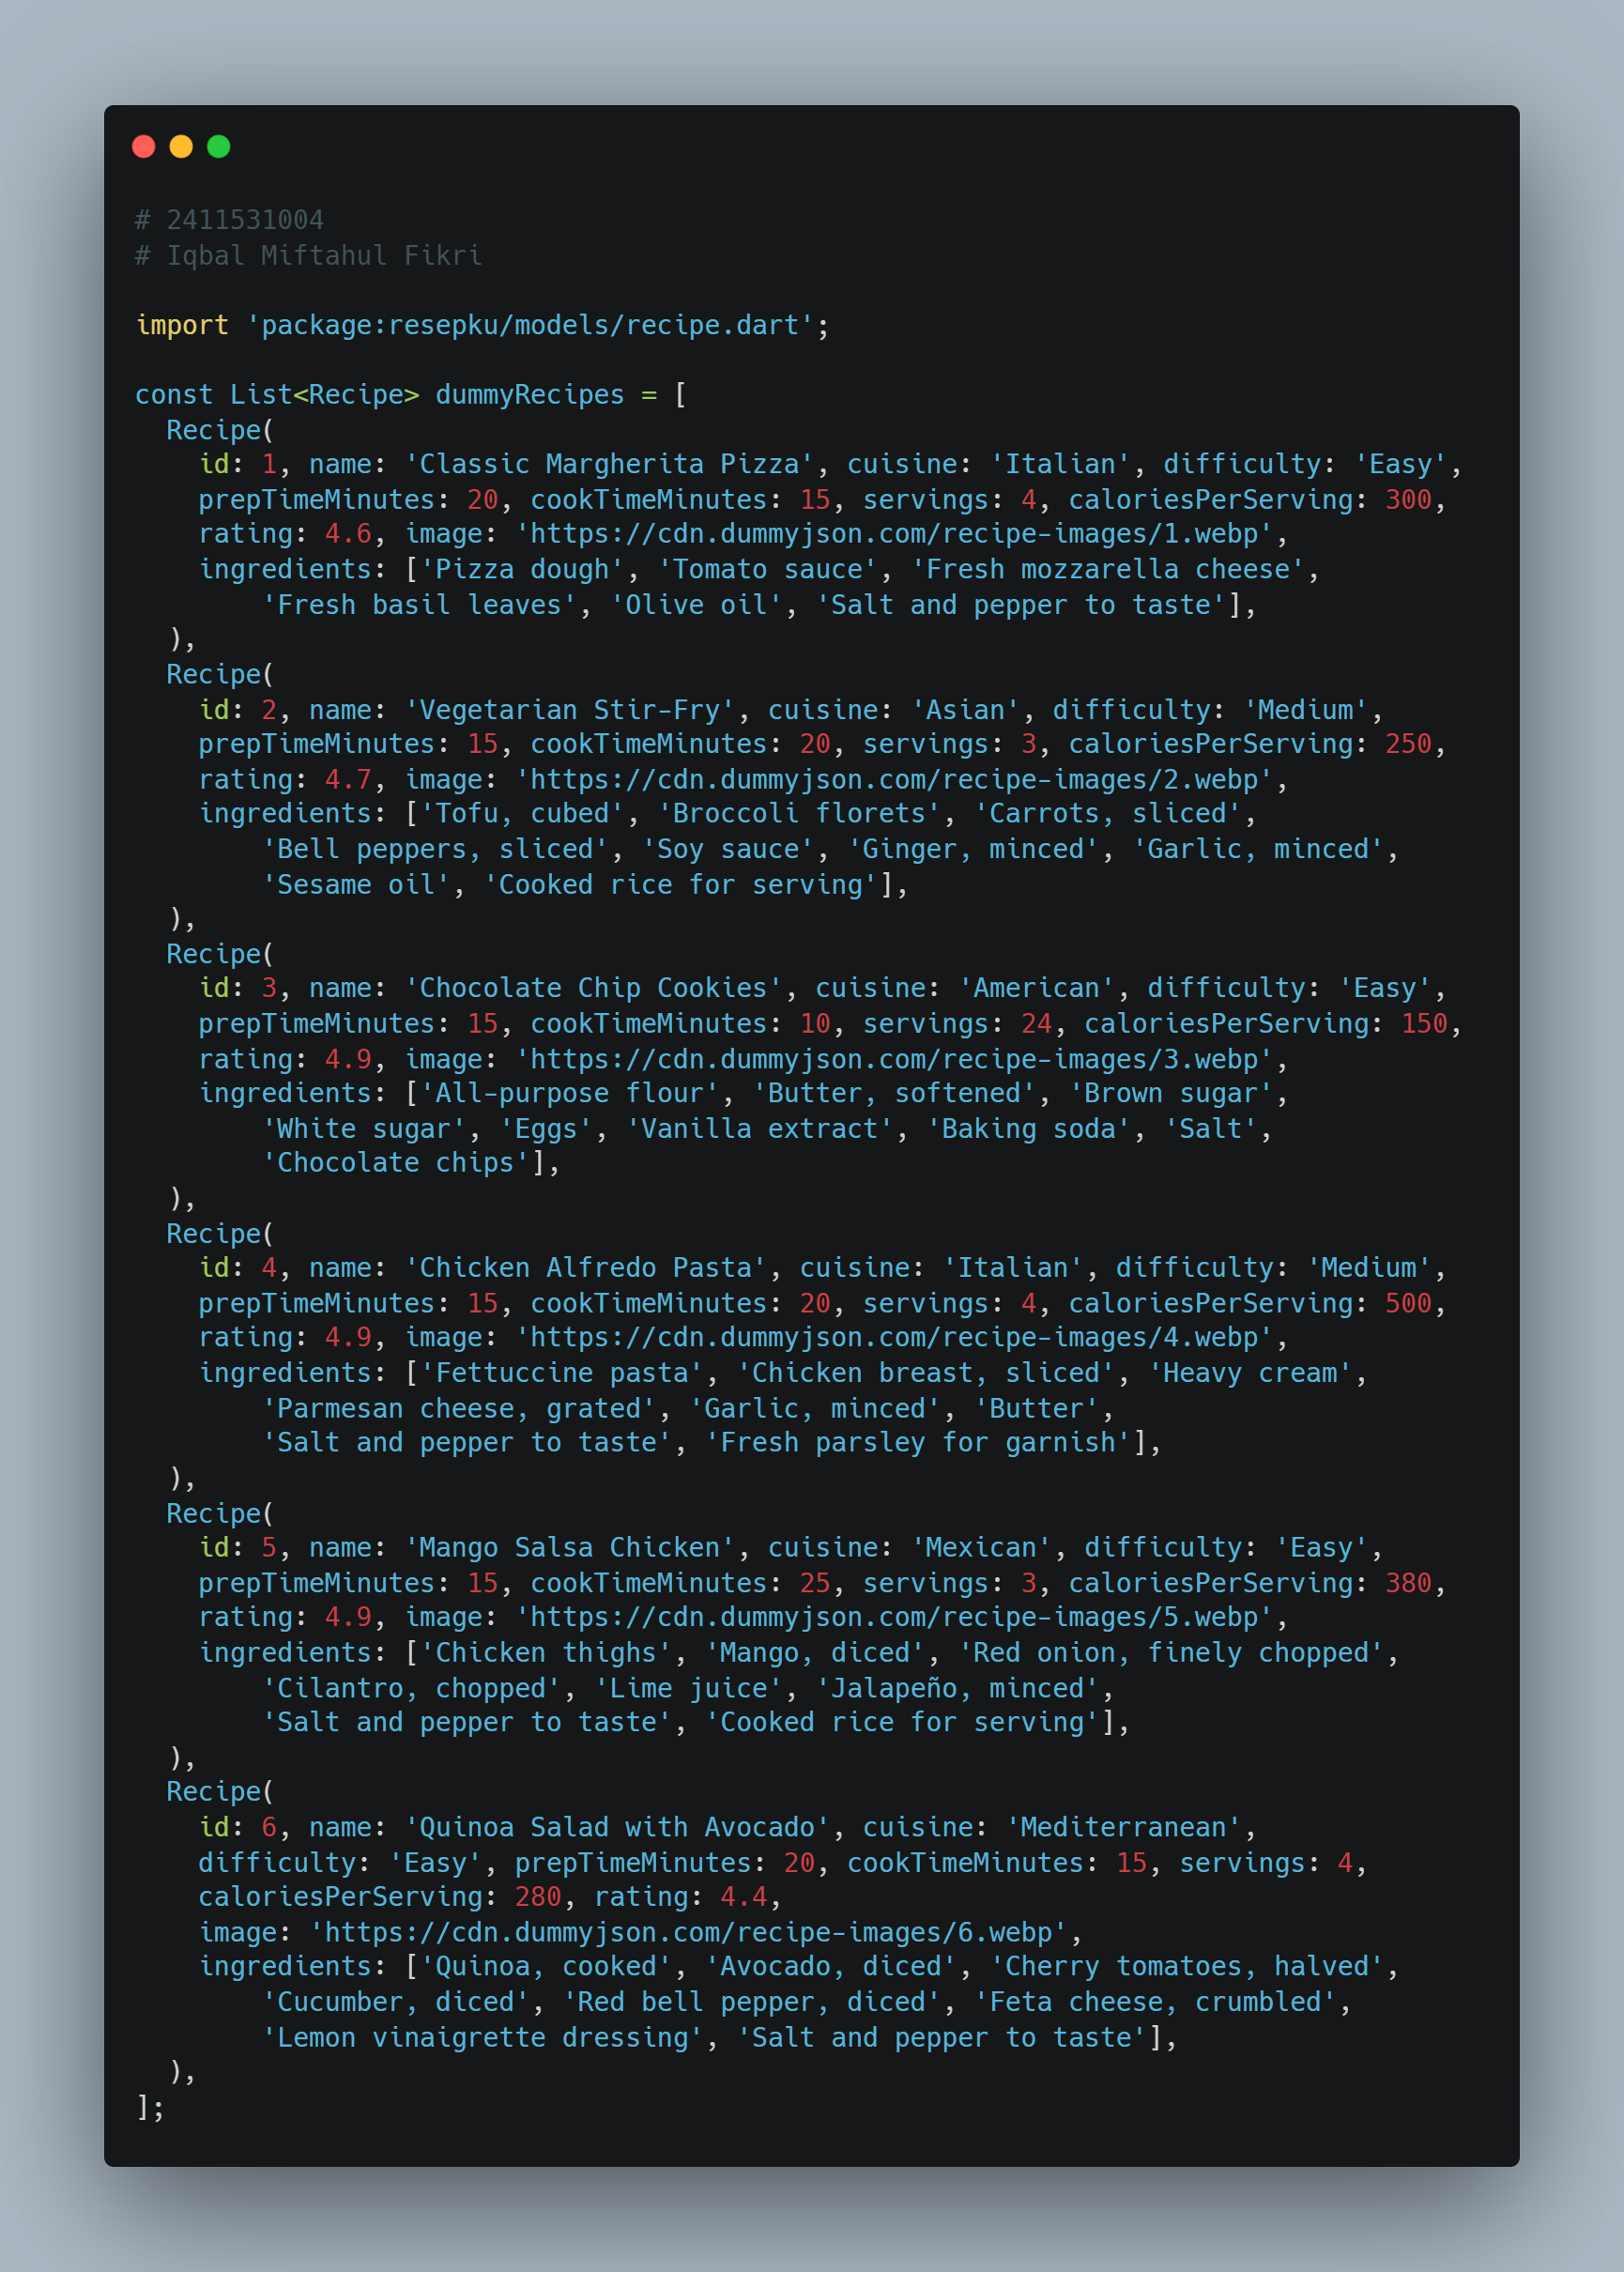 # 2411531004
# Iqbal Miftahul Fikri
import 'package:resepku/models/recipe.dart';
const List<Recipe> dummyRecipes = [
Recipe(
id: 1, name: 'Classic Margherita Pizza', cuisine: 'Italian', difficulty: 'Easy',
prepTimeMinutes: 20, cookTimeMinutes: 15, servings: 4, caloriesPerServing: 300,
rating: 4.6, image: 'https://cdn.dummyjson.com/recipe-images/1.webp',
ingredients: ['Pizza dough', 'Tomato sauce', 'Fresh mozzarella cheese',
'Fresh basil leaves', 'Olive oil', 'Salt and pepper to taste'],
),
Recipe(
id: 2, name: 'Vegetarian Stir-Fry', cuisine: 'Asian', difficulty: 'Medium',
prepTimeMinutes: 15, cookTimeMinutes: 20, servings: 3, caloriesPerServing: 250,
rating: 4.7, image: 'https://cdn.dummyjson.com/recipe-images/2.webp',
ingredients: ['Tofu, cubed', 'Broccoli florets', 'Carrots, sliced',
'Bell peppers, sliced', 'Soy sauce', 'Ginger, minced', 'Garlic, minced',
'Sesame oil', 'Cooked rice for serving'],
),
Recipe(
id: 3, name: 'Chocolate Chip Cookies', cuisine: 'American', difficulty: 'Easy',
prepTimeMinutes: 15, cookTimeMinutes: 10, servings: 24, caloriesPerServing: 150,
rating: 4.9, image: 'https://cdn.dummyjson.com/recipe-images/3.webp',
ingredients: ['All-purpose flour', 'Butter, softened', 'Brown sugar',
'White sugar', 'Eggs', 'Vanilla extract', 'Baking soda', 'Salt',
'Chocolate chips'],
),
Recipe(
id: 4, name: 'Chicken Alfredo Pasta', cuisine: 'Italian', difficulty: 'Medium',
prepTimeMinutes: 15, cookTimeMinutes: 20, servings: 4, caloriesPerServing: 500,
rating: 4.9, image: 'https://cdn.dummyjson.com/recipe-images/4.webp',
ingredients: ['Fettuccine pasta', 'Chicken breast, sliced', 'Heavy cream',
'Parmesan cheese, grated', 'Garlic, minced', 'Butter',
'Salt and pepper to taste', 'Fresh parsley for garnish'],
),
Recipe(
id: 5, name: 'Mango Salsa Chicken', cuisine: 'Mexican', difficulty: 'Easy',
prepTimeMinutes: 15, cookTimeMinutes: 25, servings: 3, caloriesPerServing: 380,
rating: 4.9, image: 'https://cdn.dummyjson.com/recipe-images/5.webp',
ingredients: ['Chicken thighs', 'Mango, diced', 'Red onion, finely chopped',
'Cilantro, chopped', 'Lime juice', 'Jalapeño, minced',
'Salt and pepper to taste', 'Cooked rice for serving'],
),
Recipe(
id: 6, name: 'Quinoa Salad with Avocado', cuisine: 'Mediterranean',
difficulty: 'Easy', prepTimeMinutes: 20, cookTimeMinutes: 15, servings: 4,
caloriesPerServing: 280, rating: 4.4,
image: 'https://cdn.dummyjson.com/recipe-images/6.webp',
ingredients: ['Quinoa, cooked', 'Avocado, diced', 'Cherry tomatoes, halved',
'Cucumber, diced', 'Red bell pepper, diced', 'Feta cheese, crumbled',
'Lemon vinaigrette dressing', 'Salt and pepper to taste'],
),
];